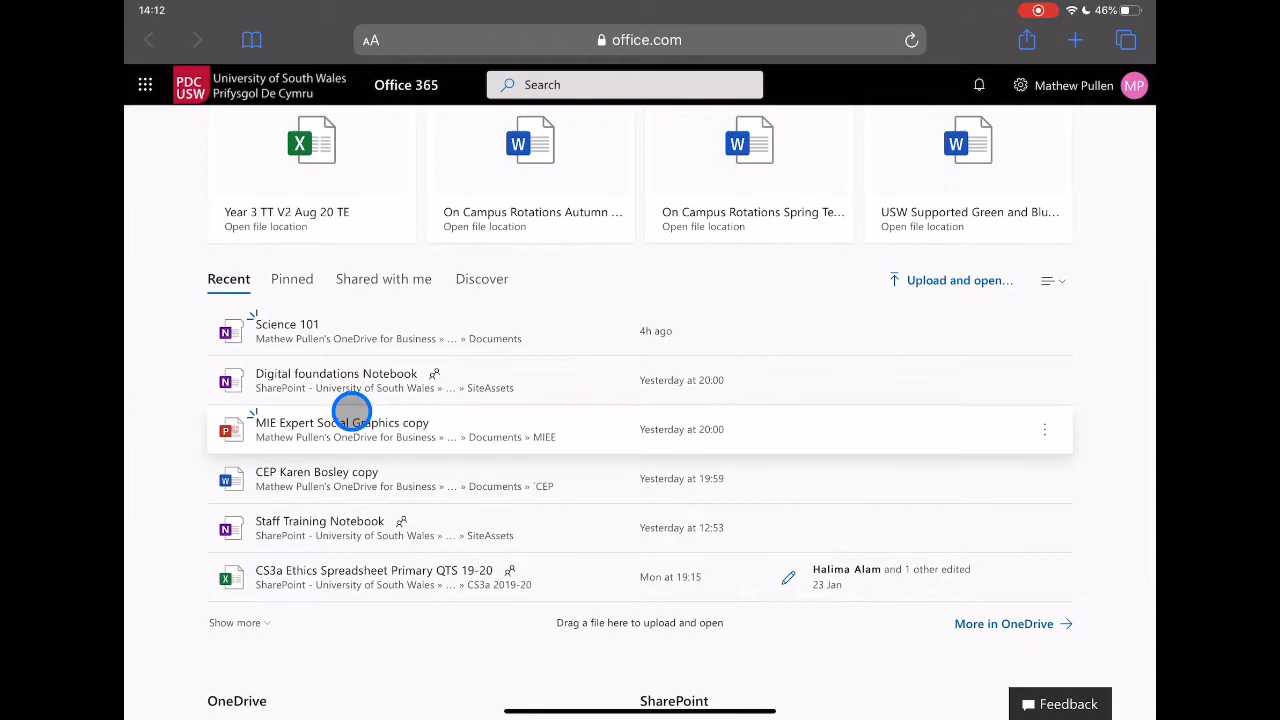 14:12
46%
AA
office.com
PDC
USW
University of South Wales
Prifysgol De Cymru
Office 365
Search
Mathew Pullen
MP
X
W
W
W
Year 3 TT V2 Aug 20 TE
Open file location
On Campus Rotations Autumn ...
Open file location
On Campus Rotations Spring Te...
Open file location
USW Supported Green and Blu...
Open file location
Recent
Pinned
Shared with me
Discover
Upload and open...
N
Science 101
Mathew Pullen's OneDrive for Business » ... » Documents
4h ago
N
Digital foundations Notebook
SharePoint - University of South Wales » ... » SiteAssets
Yesterday at 20:00
P
MIE Expert Social Graphics copy
Mathew Pullen's OneDrive for Business » ... » Documents » MIEE
Yesterday at 20:00
W
CEP Karen Bosley copy
Mathew Pullen's OneDrive for Business » ... » Documents » `CEP
Yesterday at 19:59
N
Staff Training Notebook
SharePoint - University of South Wales » ... » SiteAssets
Yesterday at 12:53
X
CS3a Ethics Spreadsheet Primary QTS 19-20
SharePoint - University of South Wales » ... » CS3a 2019-20
Mon at 19:15
Halima Alam and 1 other edited
23 Jan
Show more
Drag a file here to upload and open
More in OneDrive
OneDrive
SharePoint
Feedback